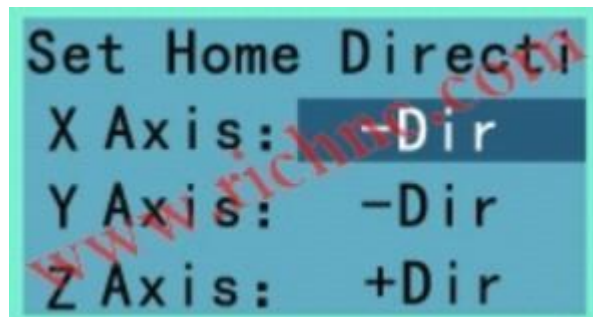 Set Home Directi
X Axis: -Dir
Y Axis: -Dir
Z Axis: +Dir
www.richnc.com